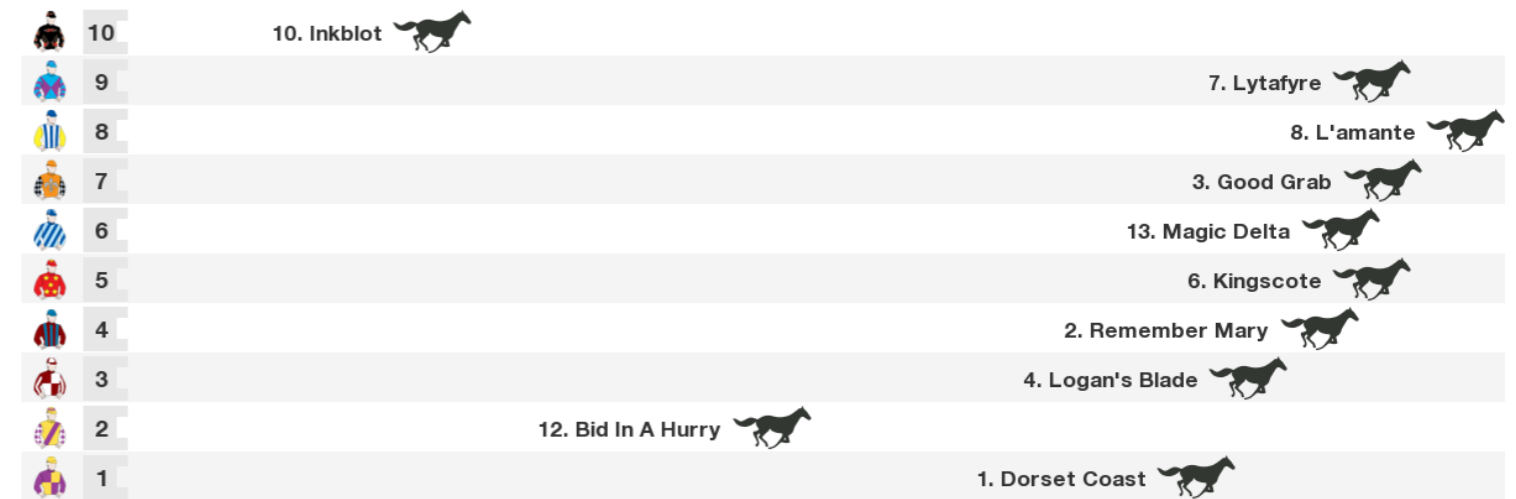 10 10. Inkblot
9 7. Lytafyre
8 8. L'amante
7 3. Good Grab
6 13. Magic Delta
5 6. Kingscote
4 2. Remember Mary
3 4. Logan's Blade
2 12. Bid In A Hurry
1 1. Dorset Coast